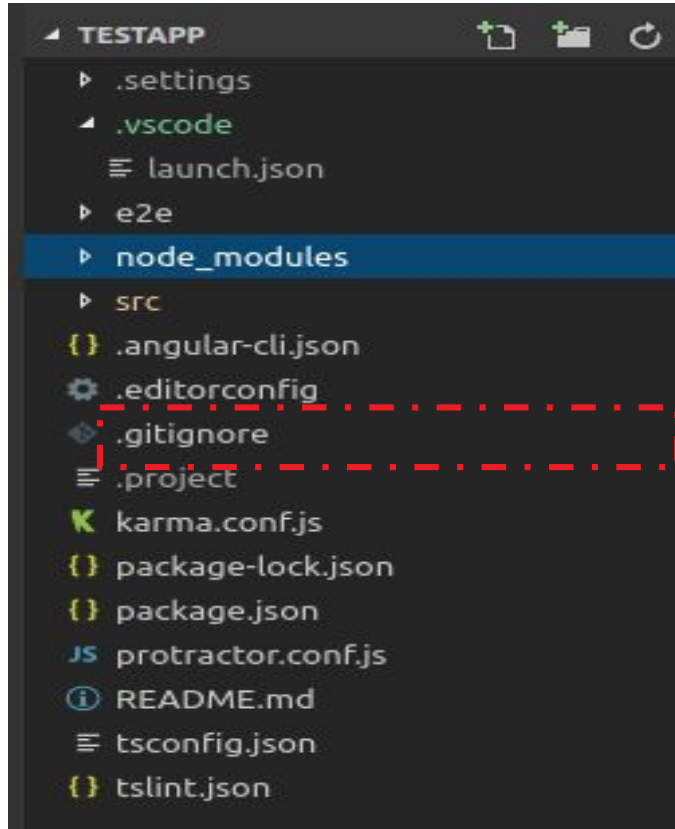 TESTAPP
.settings
.vscode
launch.json
e2e
node_modules
src
{} .angular-cli.json
.editorconfig
.gitignore
.project
karma.conf.js
{} package-lock.json
{} package.json
JS protractor.conf.js
README.md
tsconfig.json
{} tslint.json